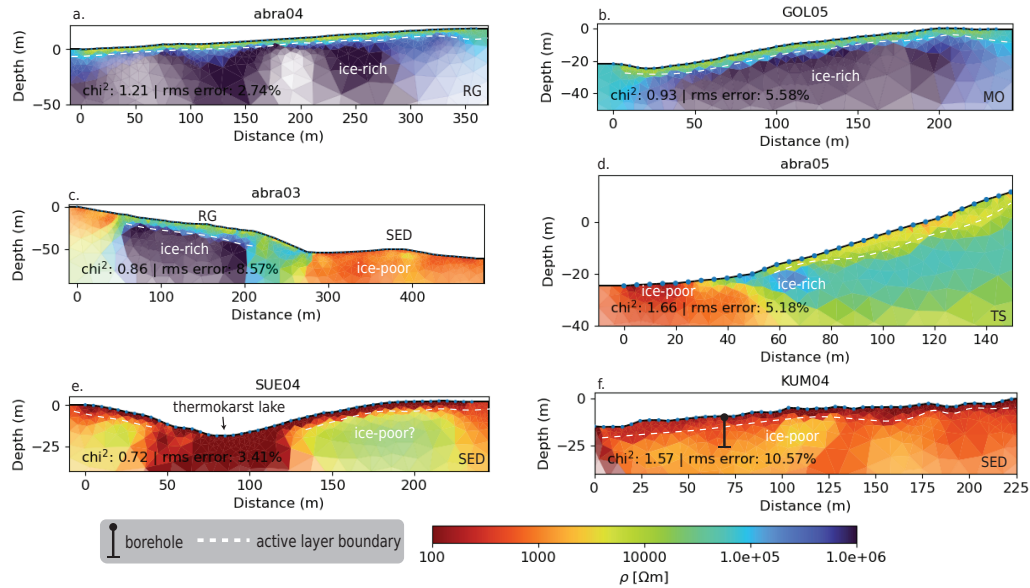 a.
abra04
Depth (m)
0
−50
ice-rich
chi²: 1.21 | rms error: 2.74%
RG
0 50 100 150 200 250 300 350
Distance (m)
b.
GOL05
Depth (m)
0
−20
−40
ice-rich
chi²: 0.93 | rms error: 5.58%
MO
0 50 100 150 200
Distance (m)
c.
abra03
Depth (m)
0
−50
RG
SED
ice-rich
chi²: 0.86 | rms error: 8.57%
ice-poor
0 100 200 300 400
Distance (m)
d.
abra05
Depth (m)
0
−20
−40
ice-poor
ice-rich
chi²: 1.66 | rms error: 5.18%
TS
0 20 40 60 80 100 120 140
Distance (m)
e.
SUE04
Depth (m)
0
−25
thermokarst lake
ice-poor?
chi²: 0.72 | rms error: 3.41%
SED
0 50 100 150 200
Distance (m)
f.
KUM04
Depth (m)
0
−25
ice-poor
chi²: 1.57 | rms error: 10.57%
SED
0 25 50 75 100 125 150 175 200 225
Distance (m)
borehole
active layer boundary
100 1000 10000 1.0e+05 1.0e+06
ρ [Ωm]